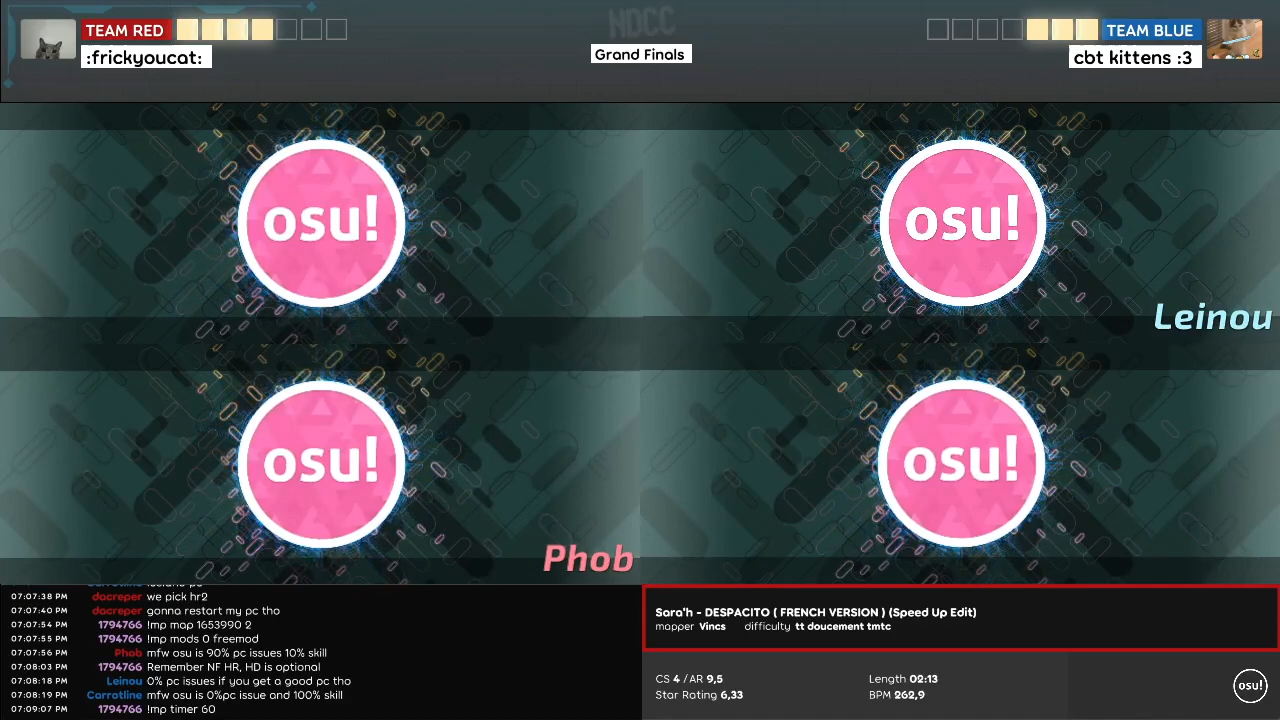 NDCC
TEAM RED
:frickyoucat:
Grand Finals
TEAM BLUE
cbt kittens :3
osu!
osu!
Leinou
osu!
osu!
Phob
07:07:38 PM dacreper we pick hr2
07:07:40 PM dacreper gonna restart my pc tho
07:07:54 PM 1794766 !mp map 1653990 2
07:07:55 PM 1794766 !mp mods 0 freemod
07:07:56 PM Phob mfw osu is 90% pc issues 10% skill
07:08:03 PM 1794766 Remember NF HR, HD is optional
07:08:18 PM Leinou 0% pc issues if you get a good pc tho
07:08:19 PM Carrotline mfw osu is 0%pc issue and 100% skill
07:09:07 PM 1794766 !mp timer 60
Sara'h - DESPACITO ( FRENCH VERSION ) (Speed Up Edit)
mapper Vincs difficulty tt doucement tmtc
CS 4 / AR 9,5
Star Rating 6,33
Length 02:13
BPM 262,9
osu!